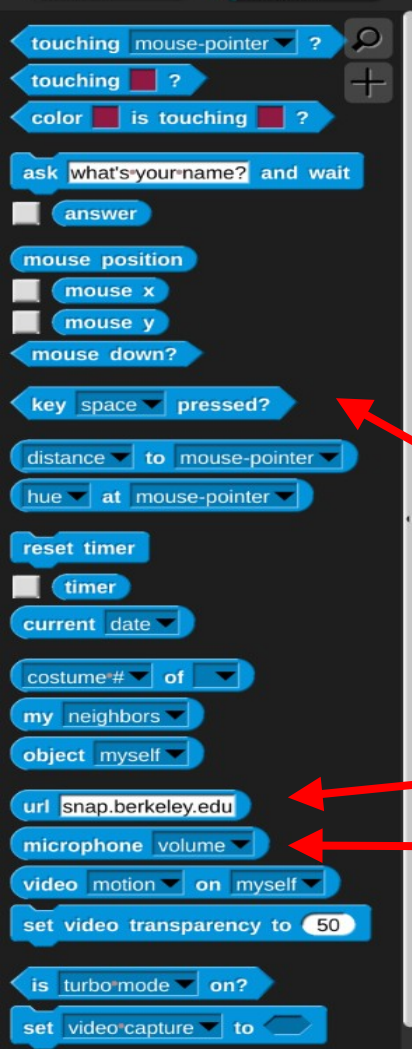 touching mouse-pointer ?
touching ?
color is touching ?
ask what's your name? and wait
answer
mouse position
mouse x
mouse y
mouse down?
key space pressed?
distance to mouse-pointer
hue at mouse-pointer
reset timer
timer
current date
costume # of
my neighbors
object myself
url snap.berkeley.edu
microphone volume
video motion on myself
set video transparency to 50
is turbo mode on?
set video capture to